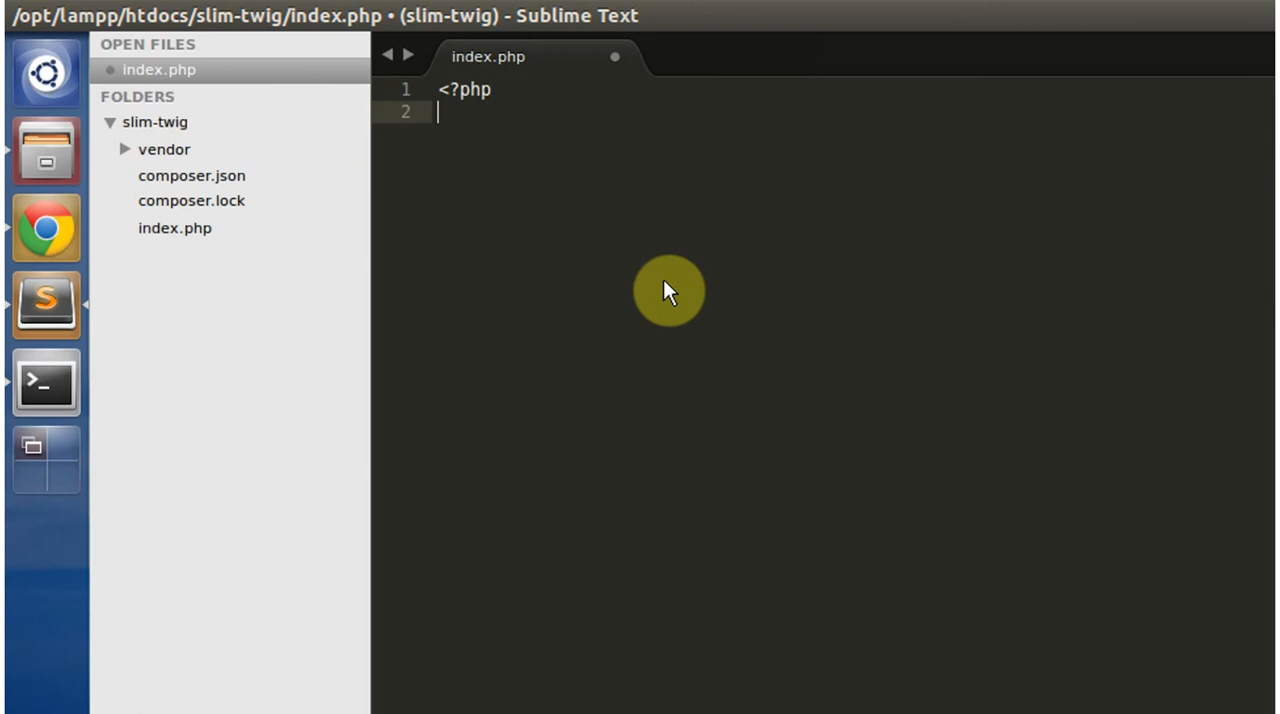 /opt/lampp/htdocs/slim-twig/index.php • (slim-twig) - Sublime Text
OPEN FILES
index.php
FOLDERS
slim-twig
vendor
composer.json
composer.lock
index.php
index.php
1 <?php
2